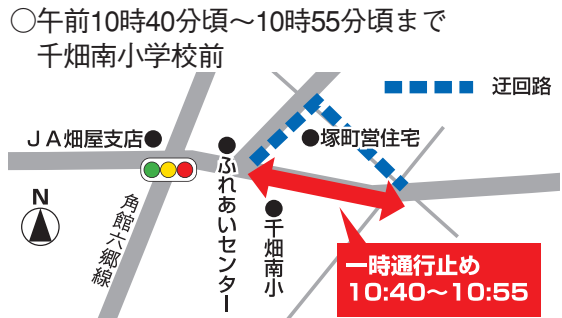 ○午前10時40分頃～10時55分頃まで
千畑南小学校前
迂回路
ＪＡ畑屋支店
塚町営住宅
ふれあいセンター
N
角館六郷線
千畑南小
一時通行止め
10:40～10:55